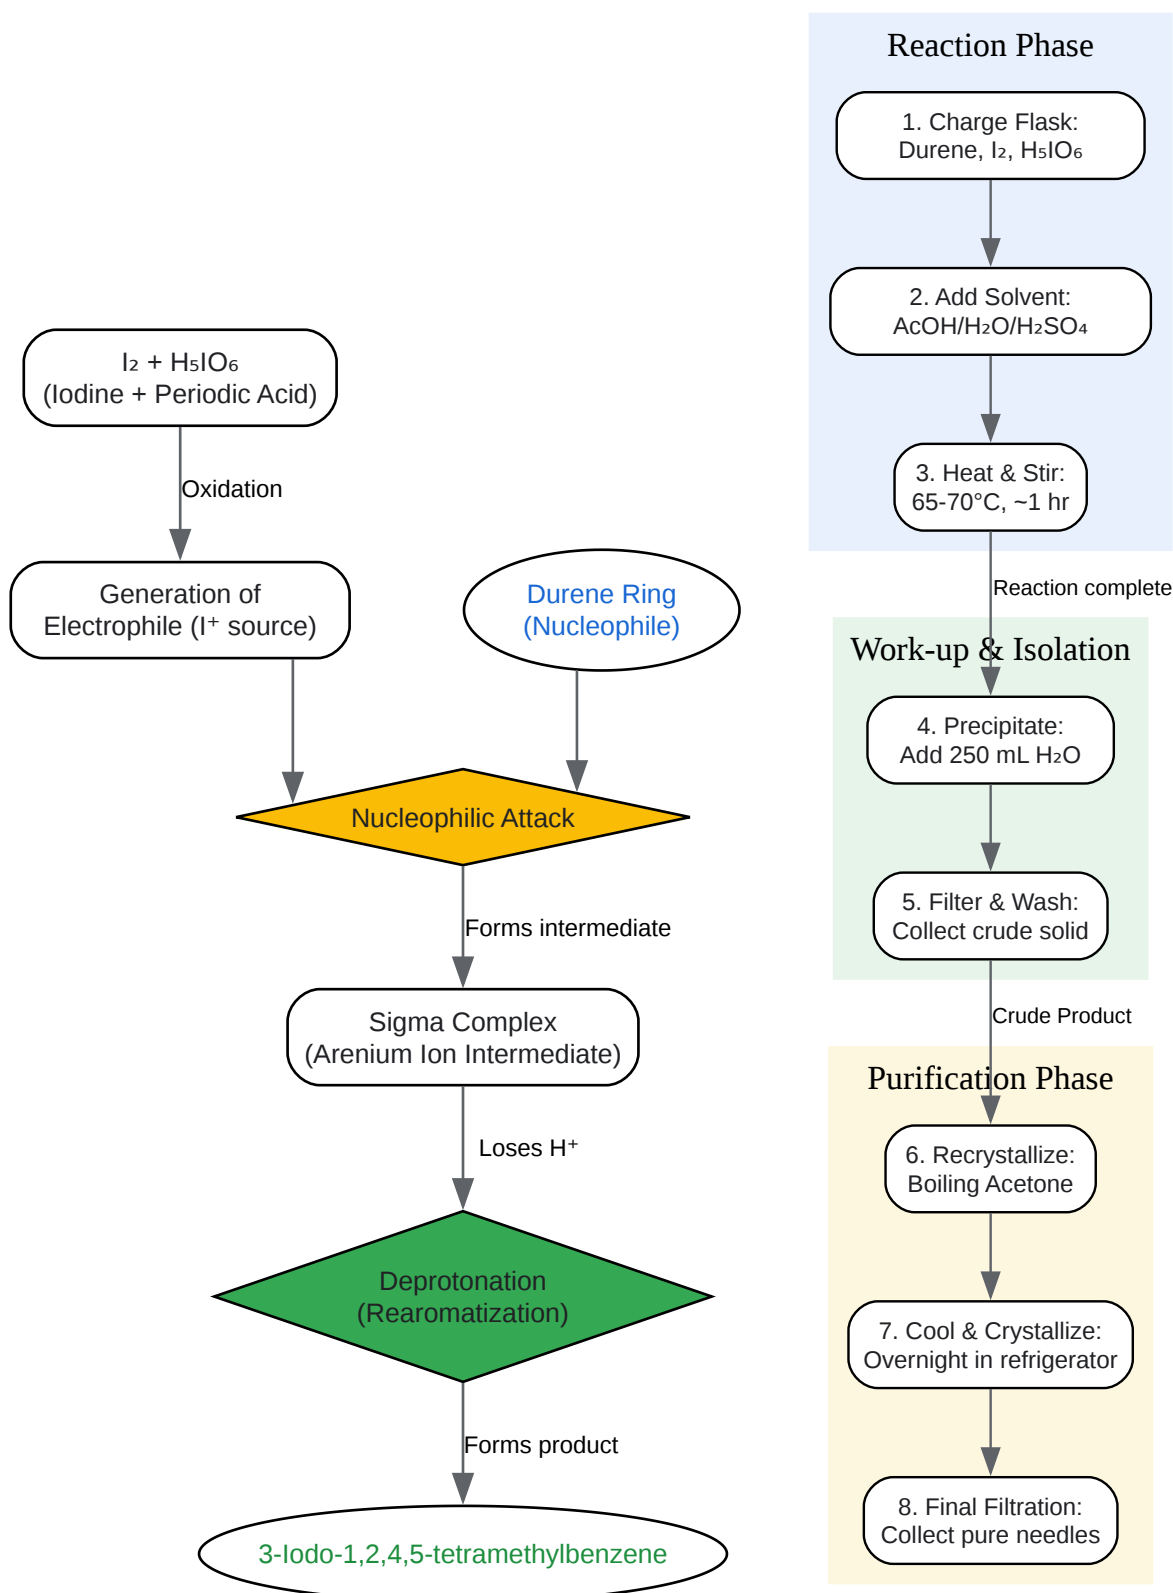 I₂ + H₅IO₆
(Iodine + Periodic Acid)
Oxidation
Generation of
Electrophile (I⁺ source)
Durene Ring
(Nucleophile)
Nucleophilic Attack
Forms intermediate
Sigma Complex
(Arenium Ion Intermediate)
Loses H⁺
Deprotonation
(Rearomatization)
Forms product
3-Iodo-1,2,4,5-tetramethylbenzene
Reaction Phase
1. Charge Flask:
Durene, I₂, H₅IO₆
2. Add Solvent:
AcOH/H₂O/H₂SO₄
3. Heat & Stir:
65-70°C, ~1 hr
Reaction complete
Work-up & Isolation
4. Precipitate:
Add 250 mL H₂O
5. Filter & Wash:
Collect crude solid
Crude Product
Purification Phase
6. Recrystallize:
Boiling Acetone
7. Cool & Crystallize:
Overnight in refrigerator
8. Final Filtration:
Collect pure needles